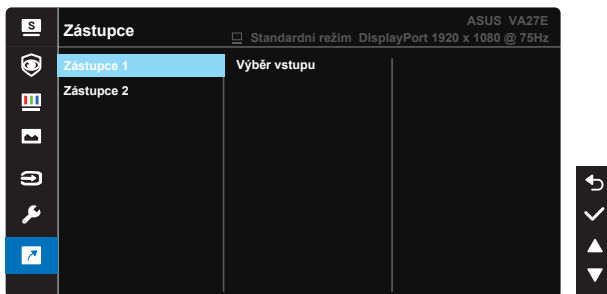 S
Zástupce
ASUS VA27E
Standardní režim DisplayPort 1920 x 1080 @ 75Hz
Zástupce 1
Výběr vstupu
Zástupce 2